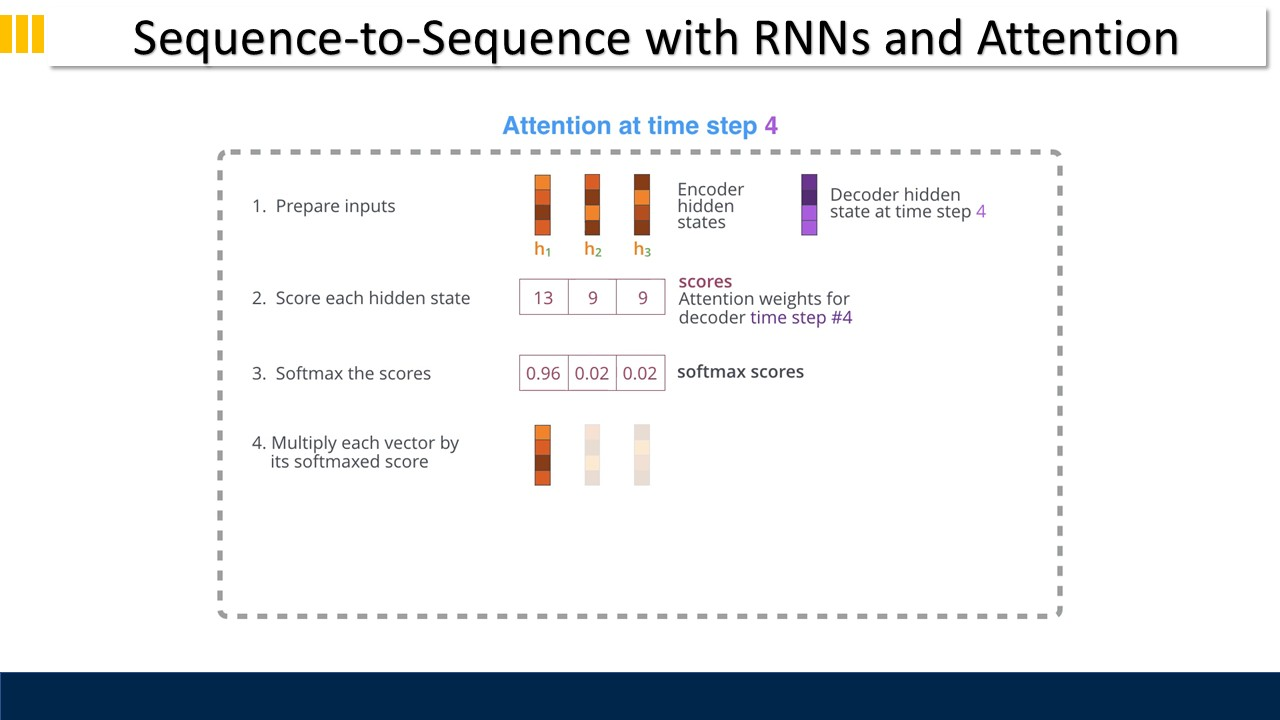 Sequence-to-Sequence with RNNs and Attention
Attention at time step 4
1. Prepare inputs
h1 h2 h3
Encoder
hidden
states
Decoder hidden
state at time step 4
2. Score each hidden state
13 9 9
scores
Attention weights for
decoder time step #4
3. Softmax the scores
0.96 0.02 0.02
softmax scores
4. Multiply each vector by
its softmaxed score